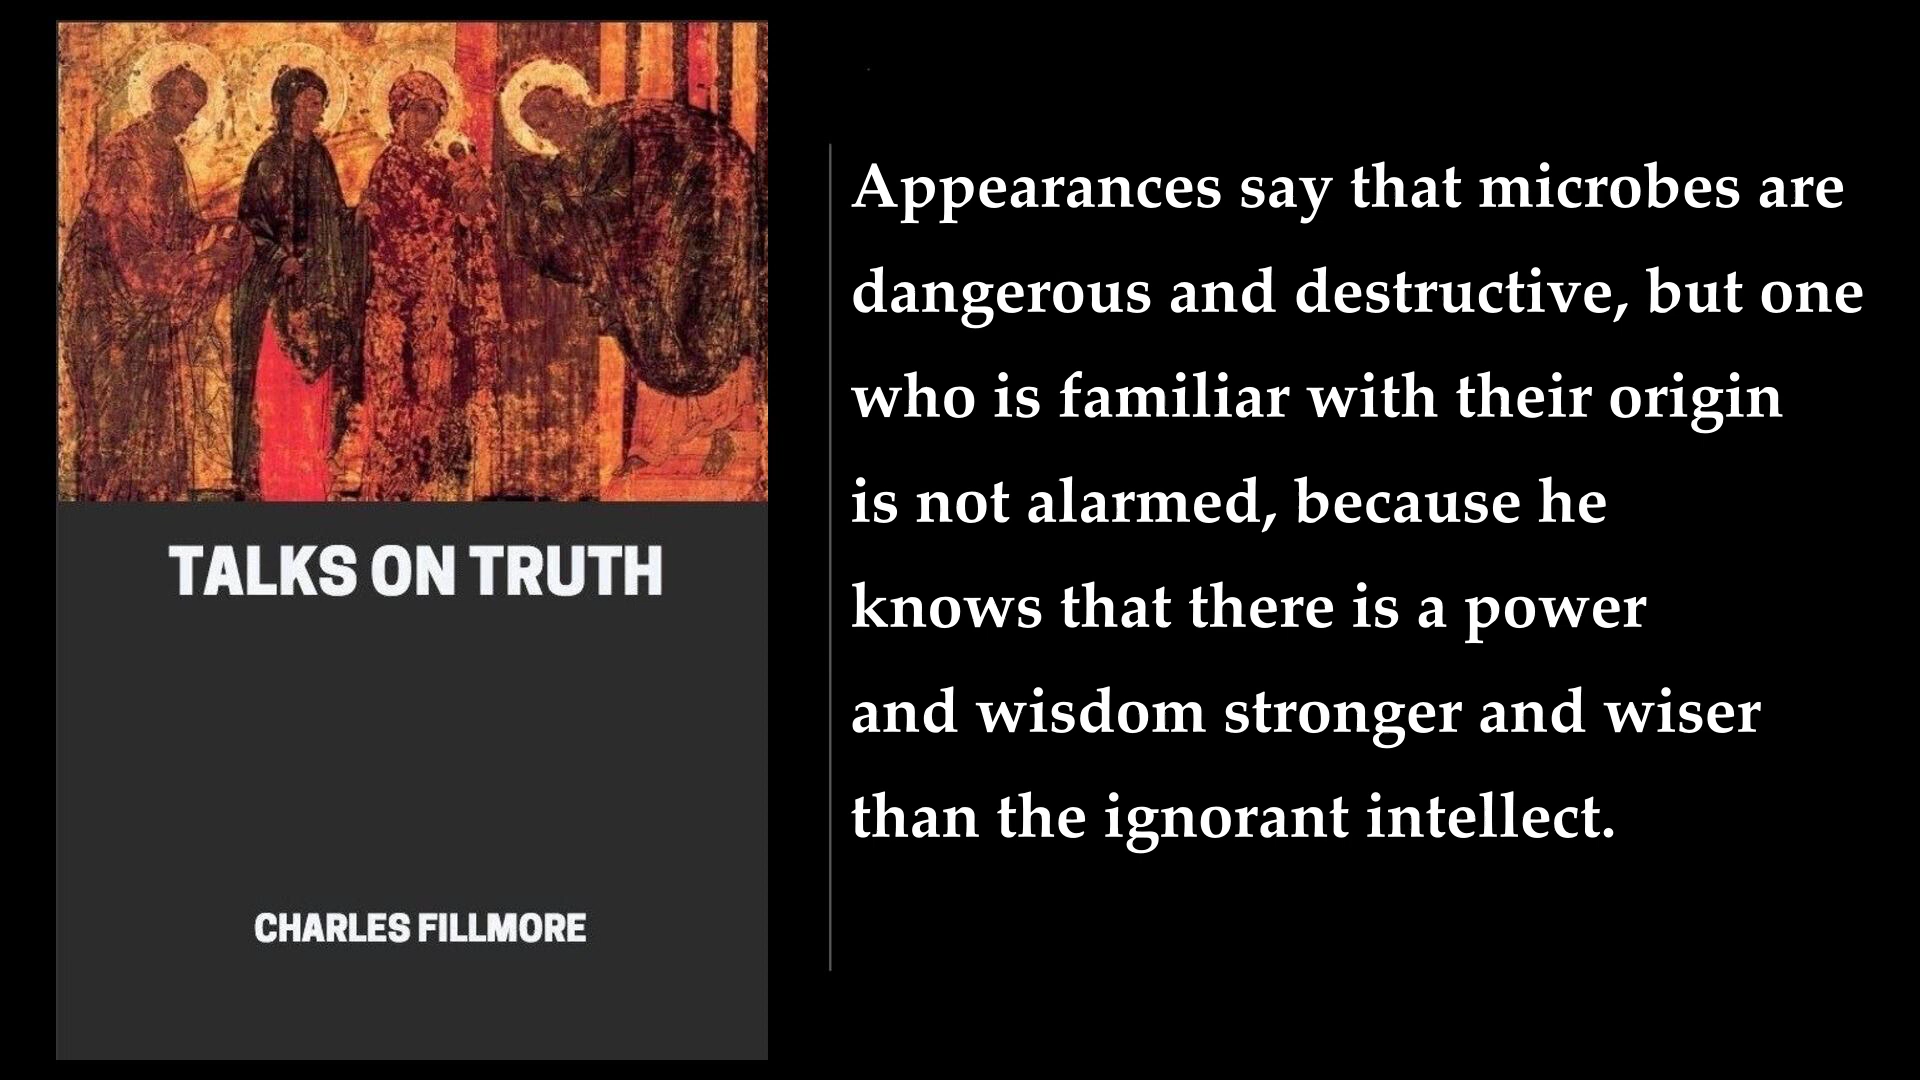 TALKS ON TRUTH
CHARLES FILLMORE
Appearances say that microbes are
dangerous and destructive, but one
who is familiar with their origin
is not alarmed, because he
knows that there is a power
and wisdom stronger and wiser
than the ignorant intellect.